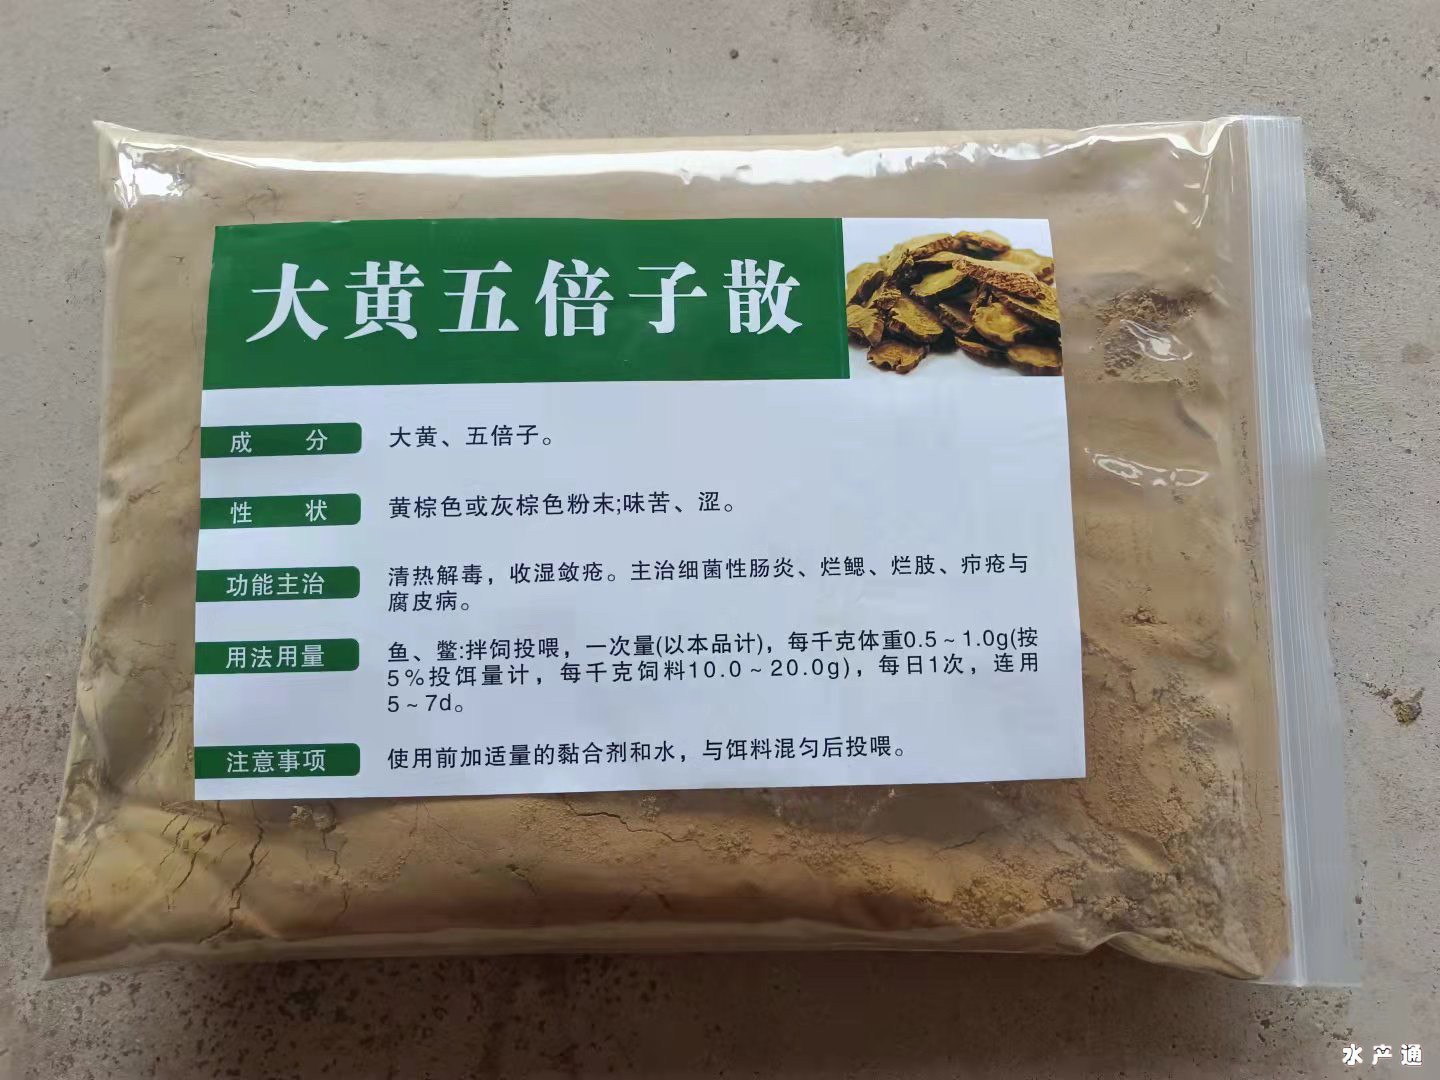 大黄五倍子散
成 分 大黄、五倍子。
性 状 黄棕色或灰棕色粉末;味苦、涩。
功能主治 清热解毒，收湿敛疮。主治细菌性肠炎、烂鳃、烂肢、疖疮与
腐皮病。
用法用量 鱼、鳖:拌饲投喂，一次量(以本品计)，每千克体重0.5~1.0g(按
5%投饵量计，每千克饲料10.0~20.0g)，每日1次，连用
5~7d。
注意事项 使用前加适量的黏合剂和水，与饵料混匀后投喂。
水产通